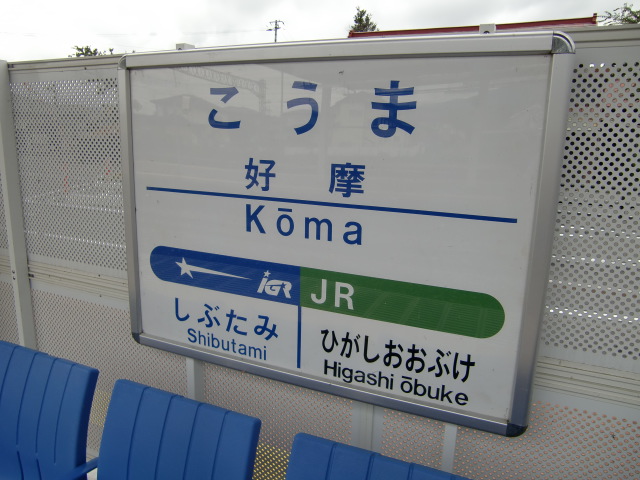 こうま
好摩
Kōma
iGR JR
しぶたみ ひがしおおぶけ
Shibutami Higashi ōbuke